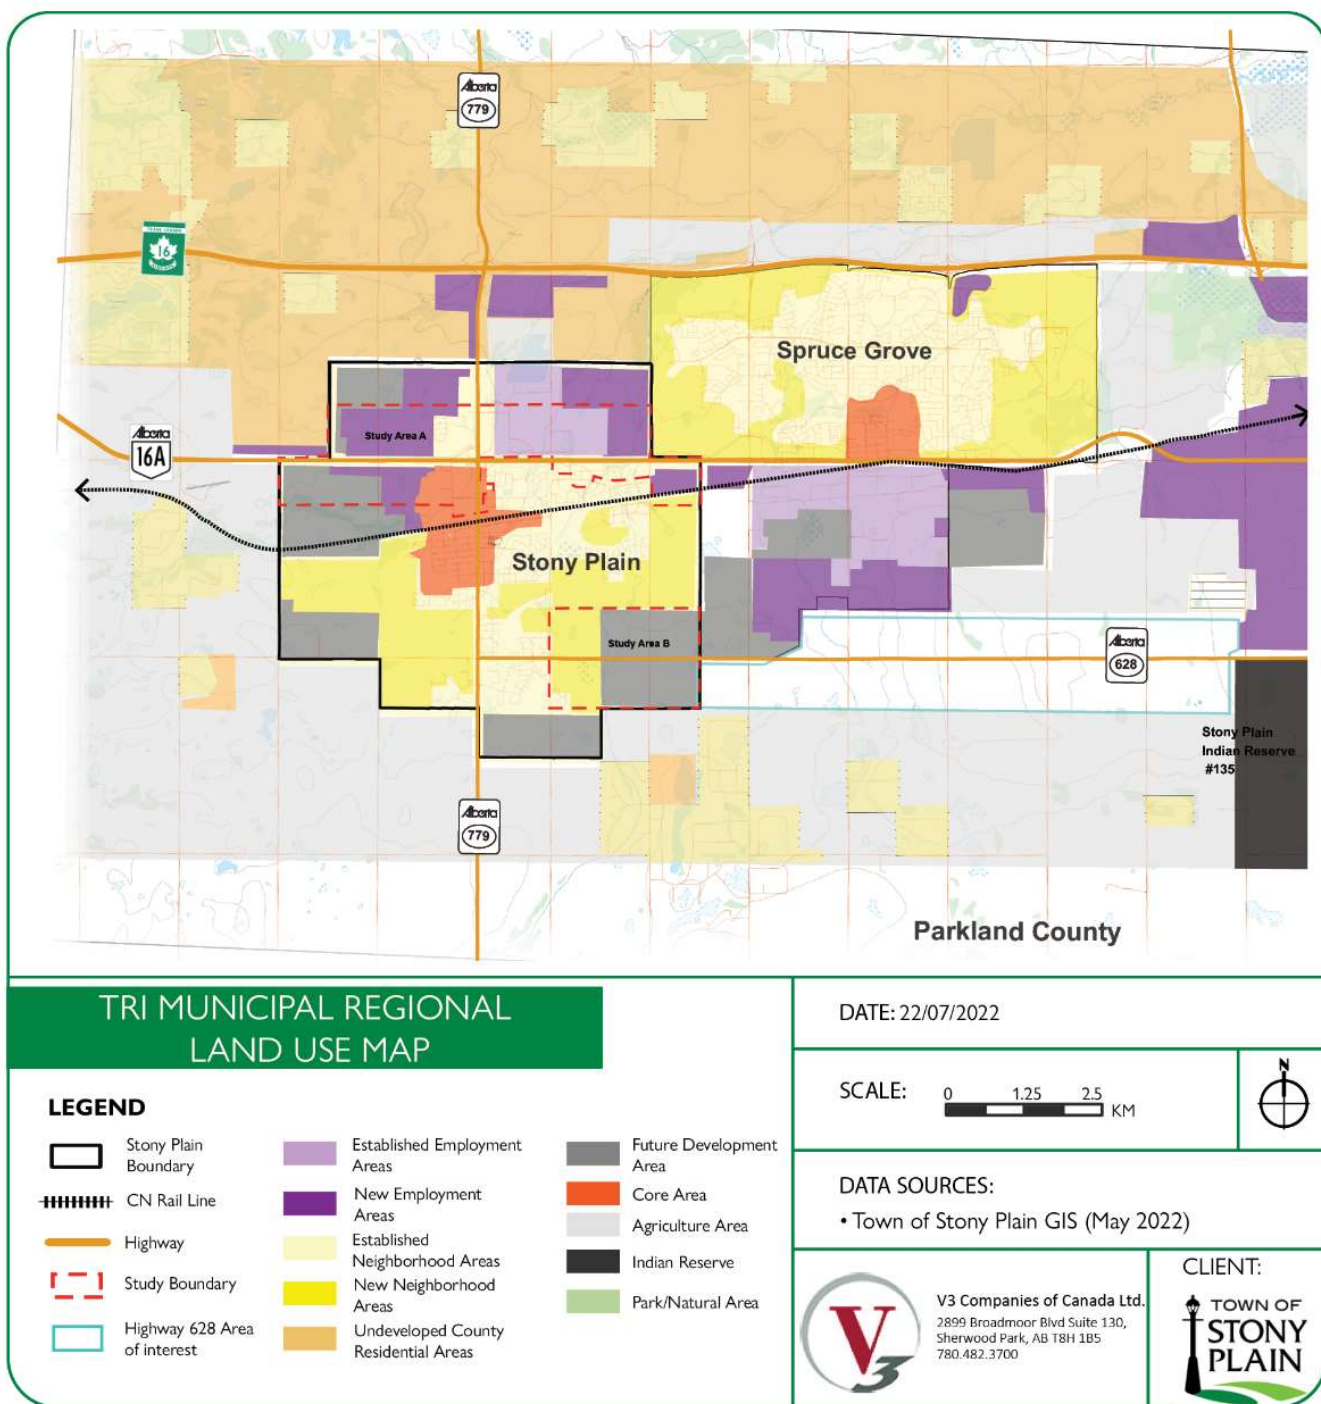 Alberta
779
TRANS CANADA
16
Spruce Grove
Alberta
16A
Study Area A
Stony Plain
Study Area B
Alberta
628
Stony Plain
Indian Reserve
#135
Alberta
779
Parkland County
TRI MUNICIPAL REGIONAL
LAND USE MAP
LEGEND
Stony Plain
Boundary
CN Rail Line
Highway
Study Boundary
Highway 628 Area
of interest
Established Employment
Areas
New Employment
Areas
Established
Neighborhood Areas
New Neighborhood
Areas
Undeveloped County
Residential Areas
Future Development
Area
Core Area
Agriculture Area
Indian Reserve
Park/Natural Area
DATE: 22/07/2022
SCALE:
0 1.25 2.5
KM
N
DATA SOURCES:
• Town of Stony Plain GIS (May 2022)
V3
V3 Companies of Canada Ltd.
2899 Broadmoor Blvd Suite 130,
Sherwood Park, AB T8H 1B5
780.482.3700
CLIENT:
TOWN OF
STONY
PLAIN